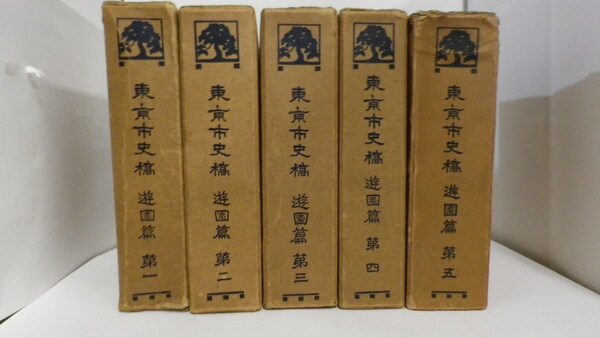 東京市史稿 遊園篇 第一
東京市史稿 遊園篇 第二
東京市史稿 遊園篇 第三
東京市史稿 遊園篇 第四
東京市史稿 遊園篇 第五